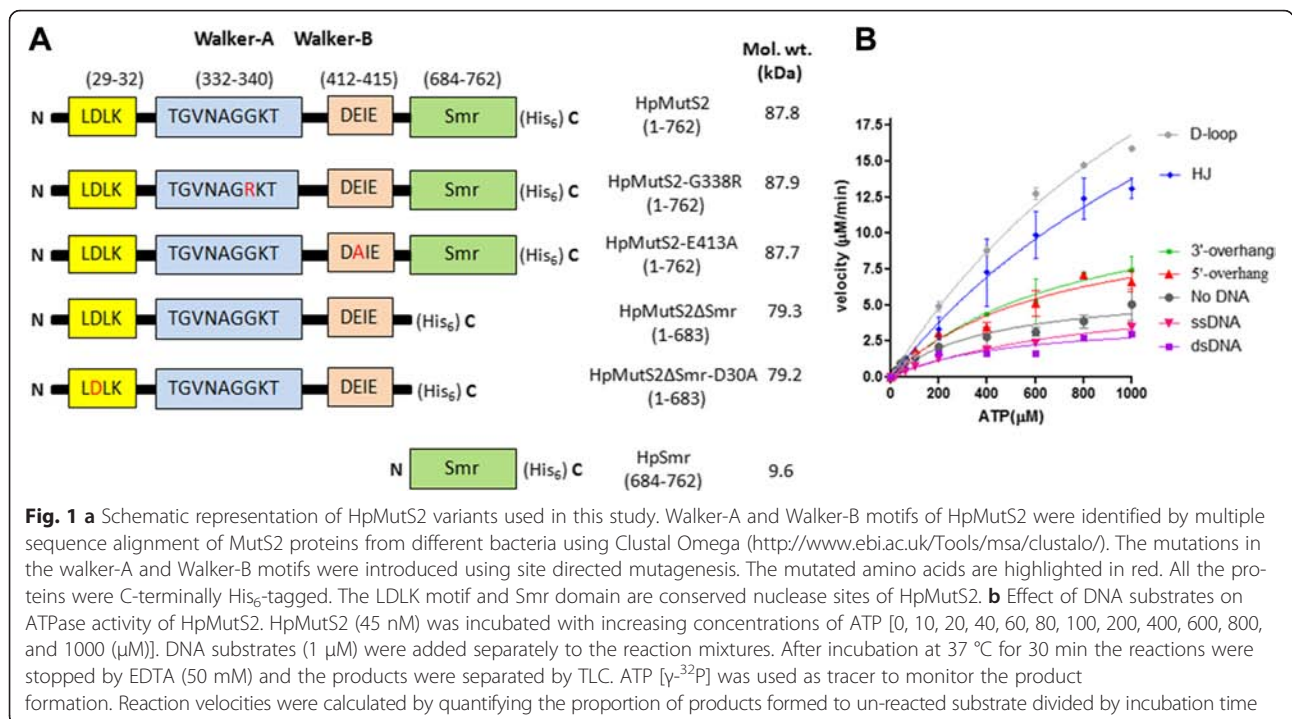 A
Walker-A Walker-B
Mol. wt.
(kDa)
(29-32) (332-340) (412-415) (684-762)
N LDLK TGVNAGGKT DEIE Smr (His₆) C HpMutS2 87.8
(1-762)
N LDLK TGVNAGRKT DEIE Smr (His₆) C HpMutS2-G338R 87.9
(1-762)
N LDLK TGVNAGGKT DAIE Smr (His₆) C HpMutS2-E413A 87.7
(1-762)
N LDLK TGVNAGGKT DEIE (His₆) C HpMutS2ΔSmr 79.3
(1-683)
N LDLK TGVNAGGKT DEIE (His₆) C HpMutS2ΔSmr-D30A 79.2
(1-683)
N Smr (His₆) C HpSmr 9.6
(684-762)
B
velocity (μM/min)
17.5
15.0
12.5
10.0
7.5
5.0
2.5
0.0
0 200 400 600 800 1000
ATP(μM)
D-loop
HJ
3'-overhang
5'-overhang
No DNA
ssDNA
dsDNA
Fig. 1 a Schematic representation of HpMutS2 variants used in this study. Walker-A and Walker-B motifs of HpMutS2 were identified by multiple
sequence alignment of MutS2 proteins from different bacteria using Clustal Omega (http://www.ebi.ac.uk/Tools/msa/clustalo/). The mutations in
the walker-A and Walker-B motifs were introduced using site directed mutagenesis. The mutated amino acids are highlighted in red. All the pro-
teins were C-terminally His₆-tagged. The LDLK motif and Smr domain are conserved nuclease sites of HpMutS2. b Effect of DNA substrates on
ATPase activity of HpMutS2. HpMutS2 (45 nM) was incubated with increasing concentrations of ATP [0, 10, 20, 40, 60, 80, 100, 200, 400, 600, 800,
and 1000 (μM)]. DNA substrates (1 μM) were added separately to the reaction mixtures. After incubation at 37 °C for 30 min the reactions were
stopped by EDTA (50 mM) and the products were separated by TLC. ATP [γ-³²P] was used as tracer to monitor the product
formation. Reaction velocities were calculated by quantifying the proportion of products formed to un-reacted substrate divided by incubation time